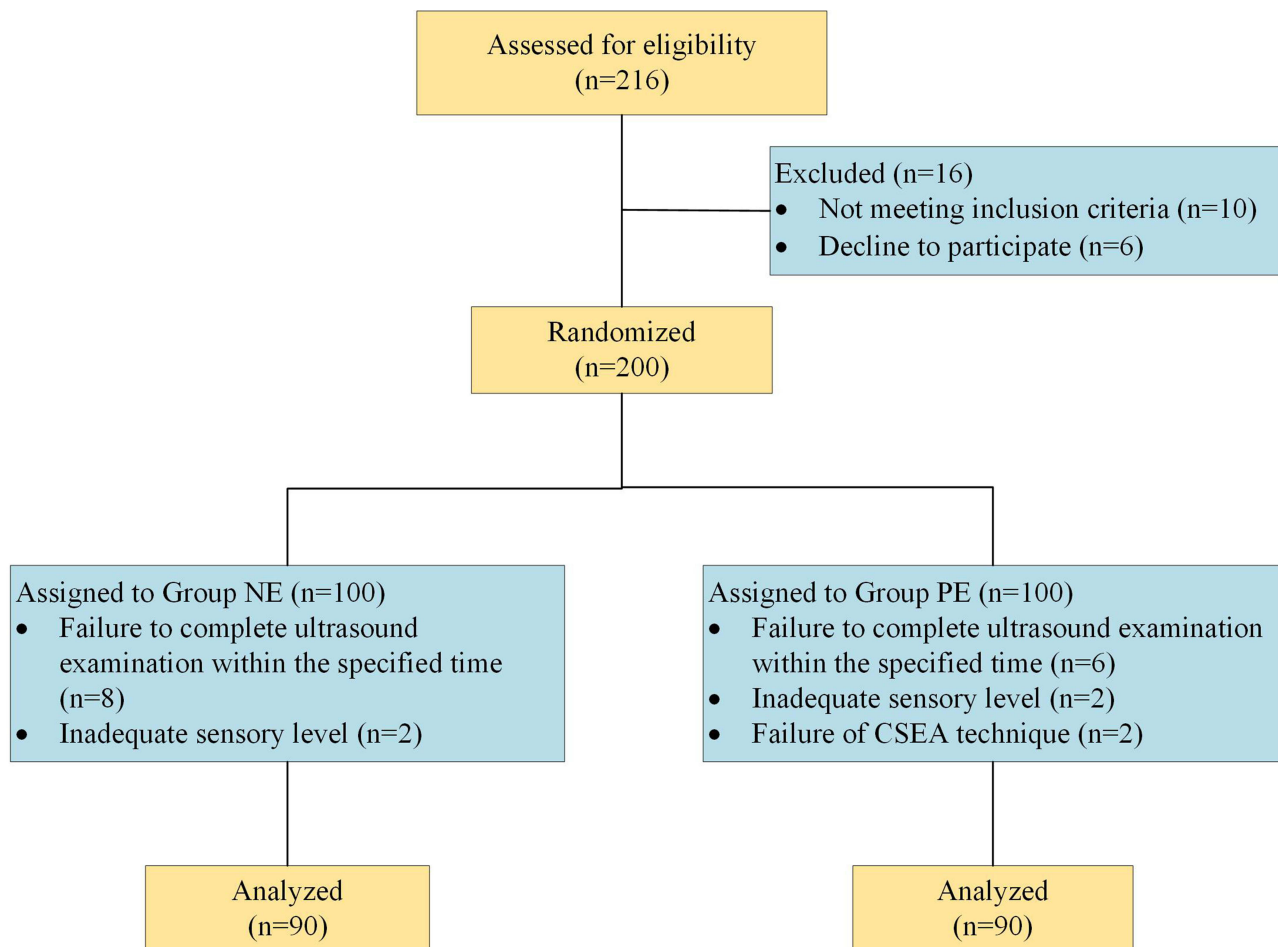 Assessed for eligibility
(n=216)
Excluded (n=16)
• Not meeting inclusion criteria (n=10)
• Decline to participate (n=6)
Randomized
(n=200)
Assigned to Group NE (n=100)
• Failure to complete ultrasound
examination within the specified time
(n=8)
• Inadequate sensory level (n=2)
Assigned to Group PE (n=100)
• Failure to complete ultrasound examination
within the specified time (n=6)
• Inadequate sensory level (n=2)
• Failure of CSEA technique (n=2)
Analyzed
(n=90)
Analyzed
(n=90)